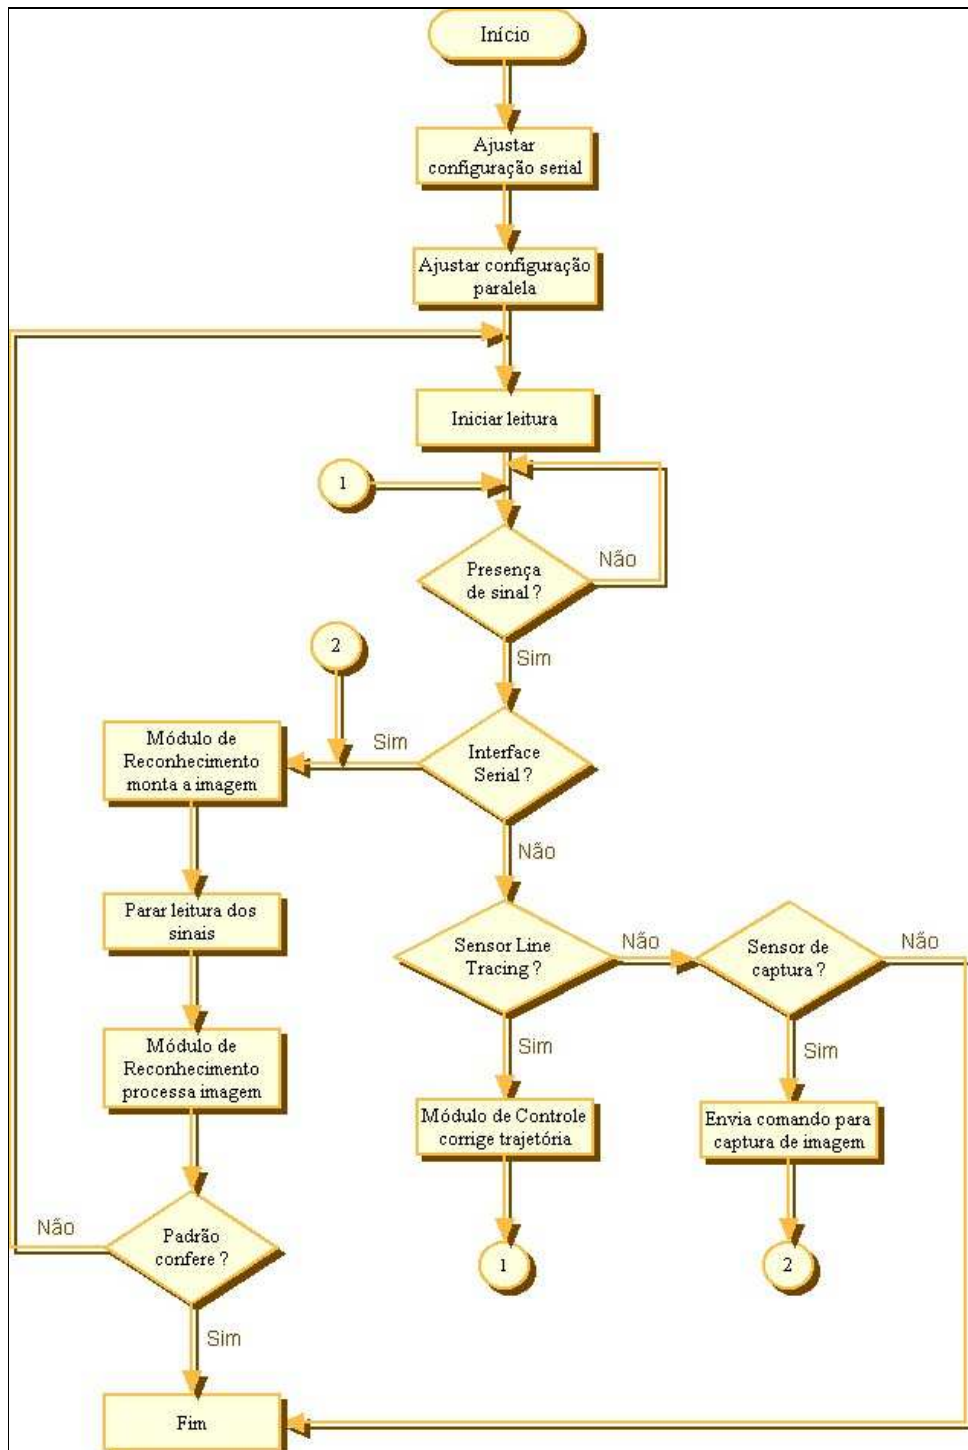 Início
Ajustar
configuração serial
Ajustar configuração
paralela
Iniciar leitura
1
Presença
de sinal ?
Não
Sim
2
Interface
Serial ?
Sim
Não
Módulo de
Reconhecimento
monta a imagem
Parar leitura dos
sinais
Módulo de
Reconhecimento
processa imagem
Padrão
confere ?
Não
Sim
Fim
Sensor Line
Tracing ?
Não
Sim
Módulo de Controle
corrige trajetória
1
Sensor de
captura ?
Não
Sim
Envia comando para
captura de imagem
2